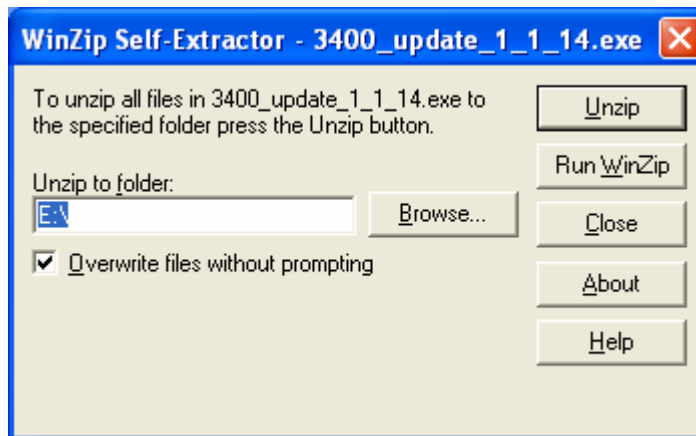 WinZip Self-Extractor - 3400_update_1_1_14.exe
To unzip all files in 3400_update_1_1_14.exe to
the specified folder press the Unzip button.
Unzip to folder:
E:\
Browse...
Overwrite files without prompting
Unzip
Run WinZip
Close
About
Help